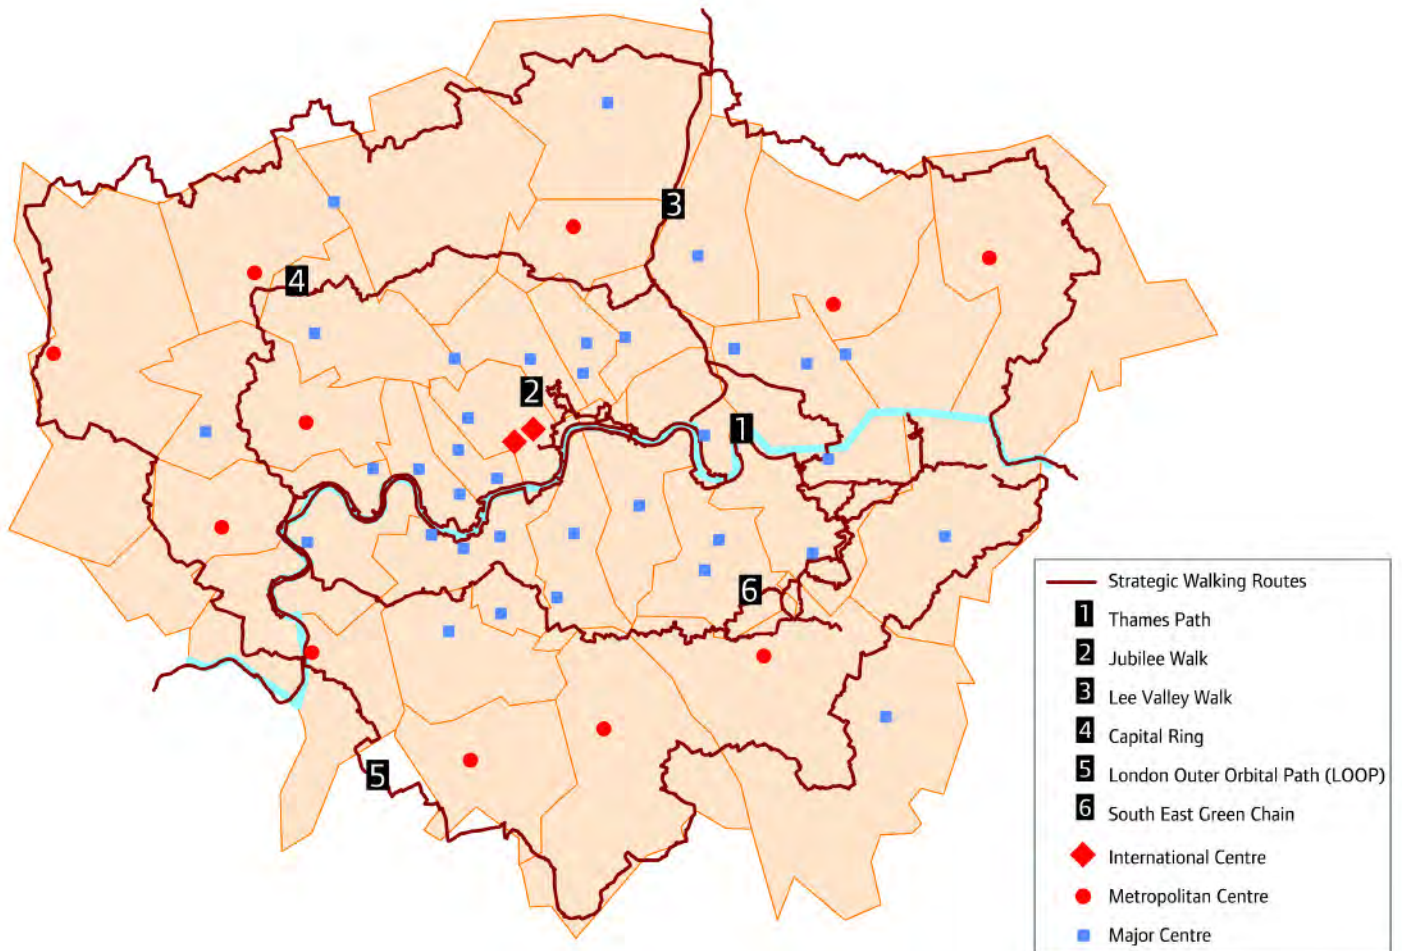 3
4
2
1
6
5
Strategic Walking Routes
1 Thames Path
2 Jubilee Walk
3 Lee Valley Walk
4 Capital Ring
5 London Outer Orbital Path (LOOP)
6 South East Green Chain
International Centre
Metropolitan Centre
Major Centre